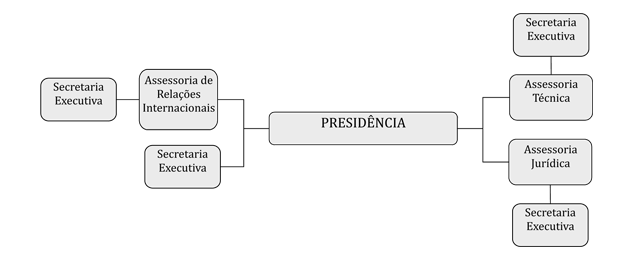 Secretaria
Executiva
Assessoria de
Relações
Internacionais
Secretaria
Executiva
PRESIDÊNCIA
Secretaria
Executiva
Assessoria
Técnica
Assessoria
Jurídica
Secretaria
Executiva